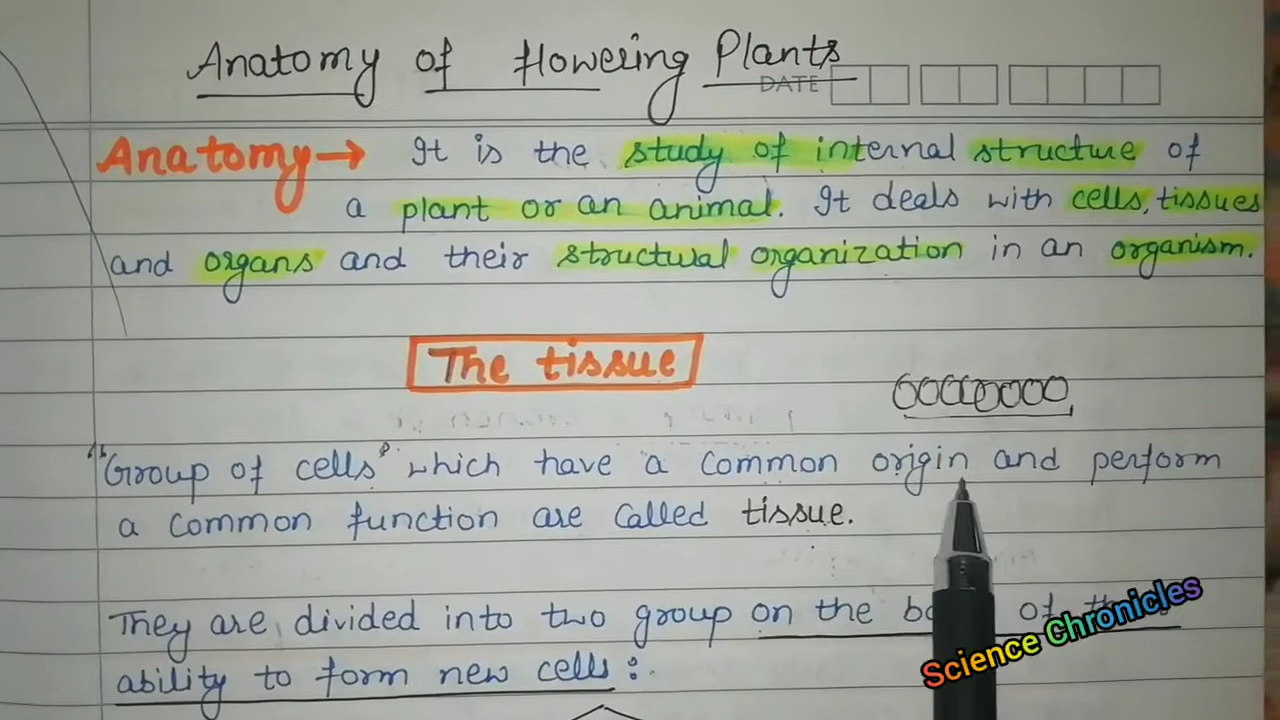 Anatomy of flowering Plants
DATE
Anatomy → It is the study of internal structure of
a plant or an animal. It deals with cells, tissues
and organs and their structural organization in an organism.
The tissue
"Group of cells" which have a common origin and perform
a common function are called tissue.
They are divided into two group on the of
ability to form new cells :
Science Chronicles